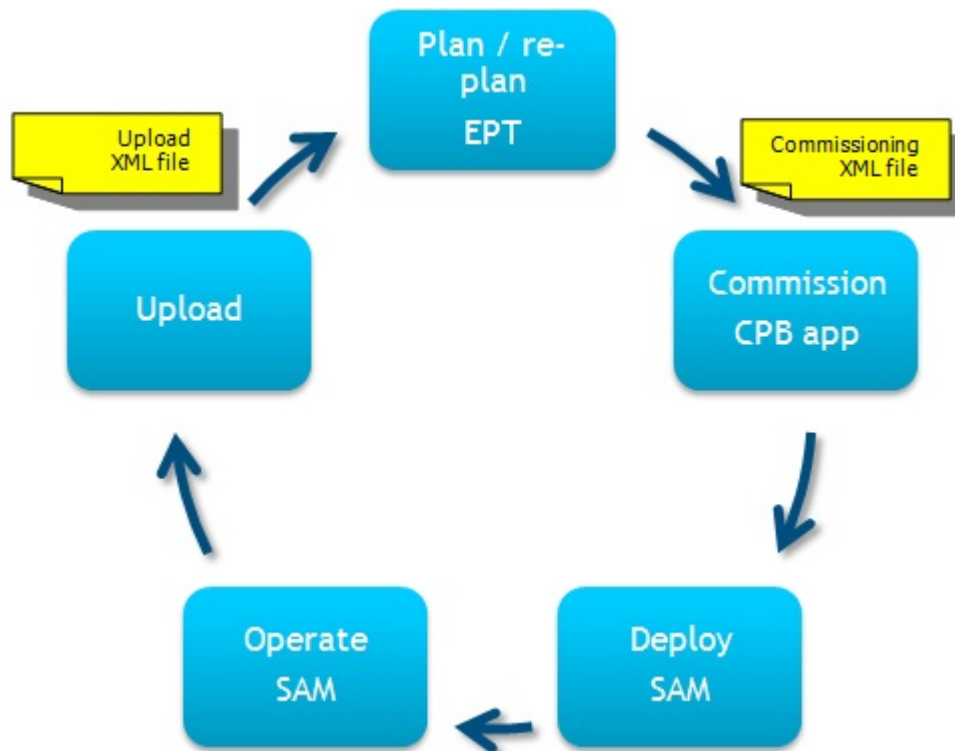 Plan / re-
plan
EPT
Upload
XML file
Commissioning
XML file
Upload
Commission
CPB app
Operate
SAM
Deploy
SAM